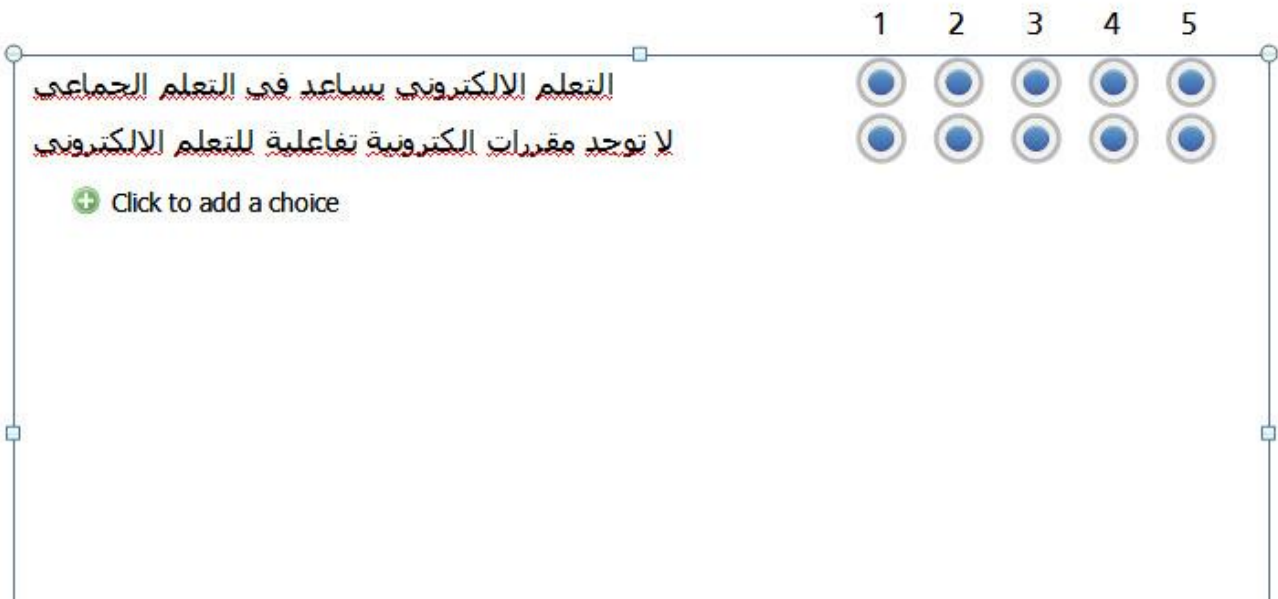 1 2 3 4 5
التعلم الالكتروني يساعد في التعلم الجماعي
لا توجد مقررات الكترونية تفاعلية للتعلم الالكتروني
Click to add a choice